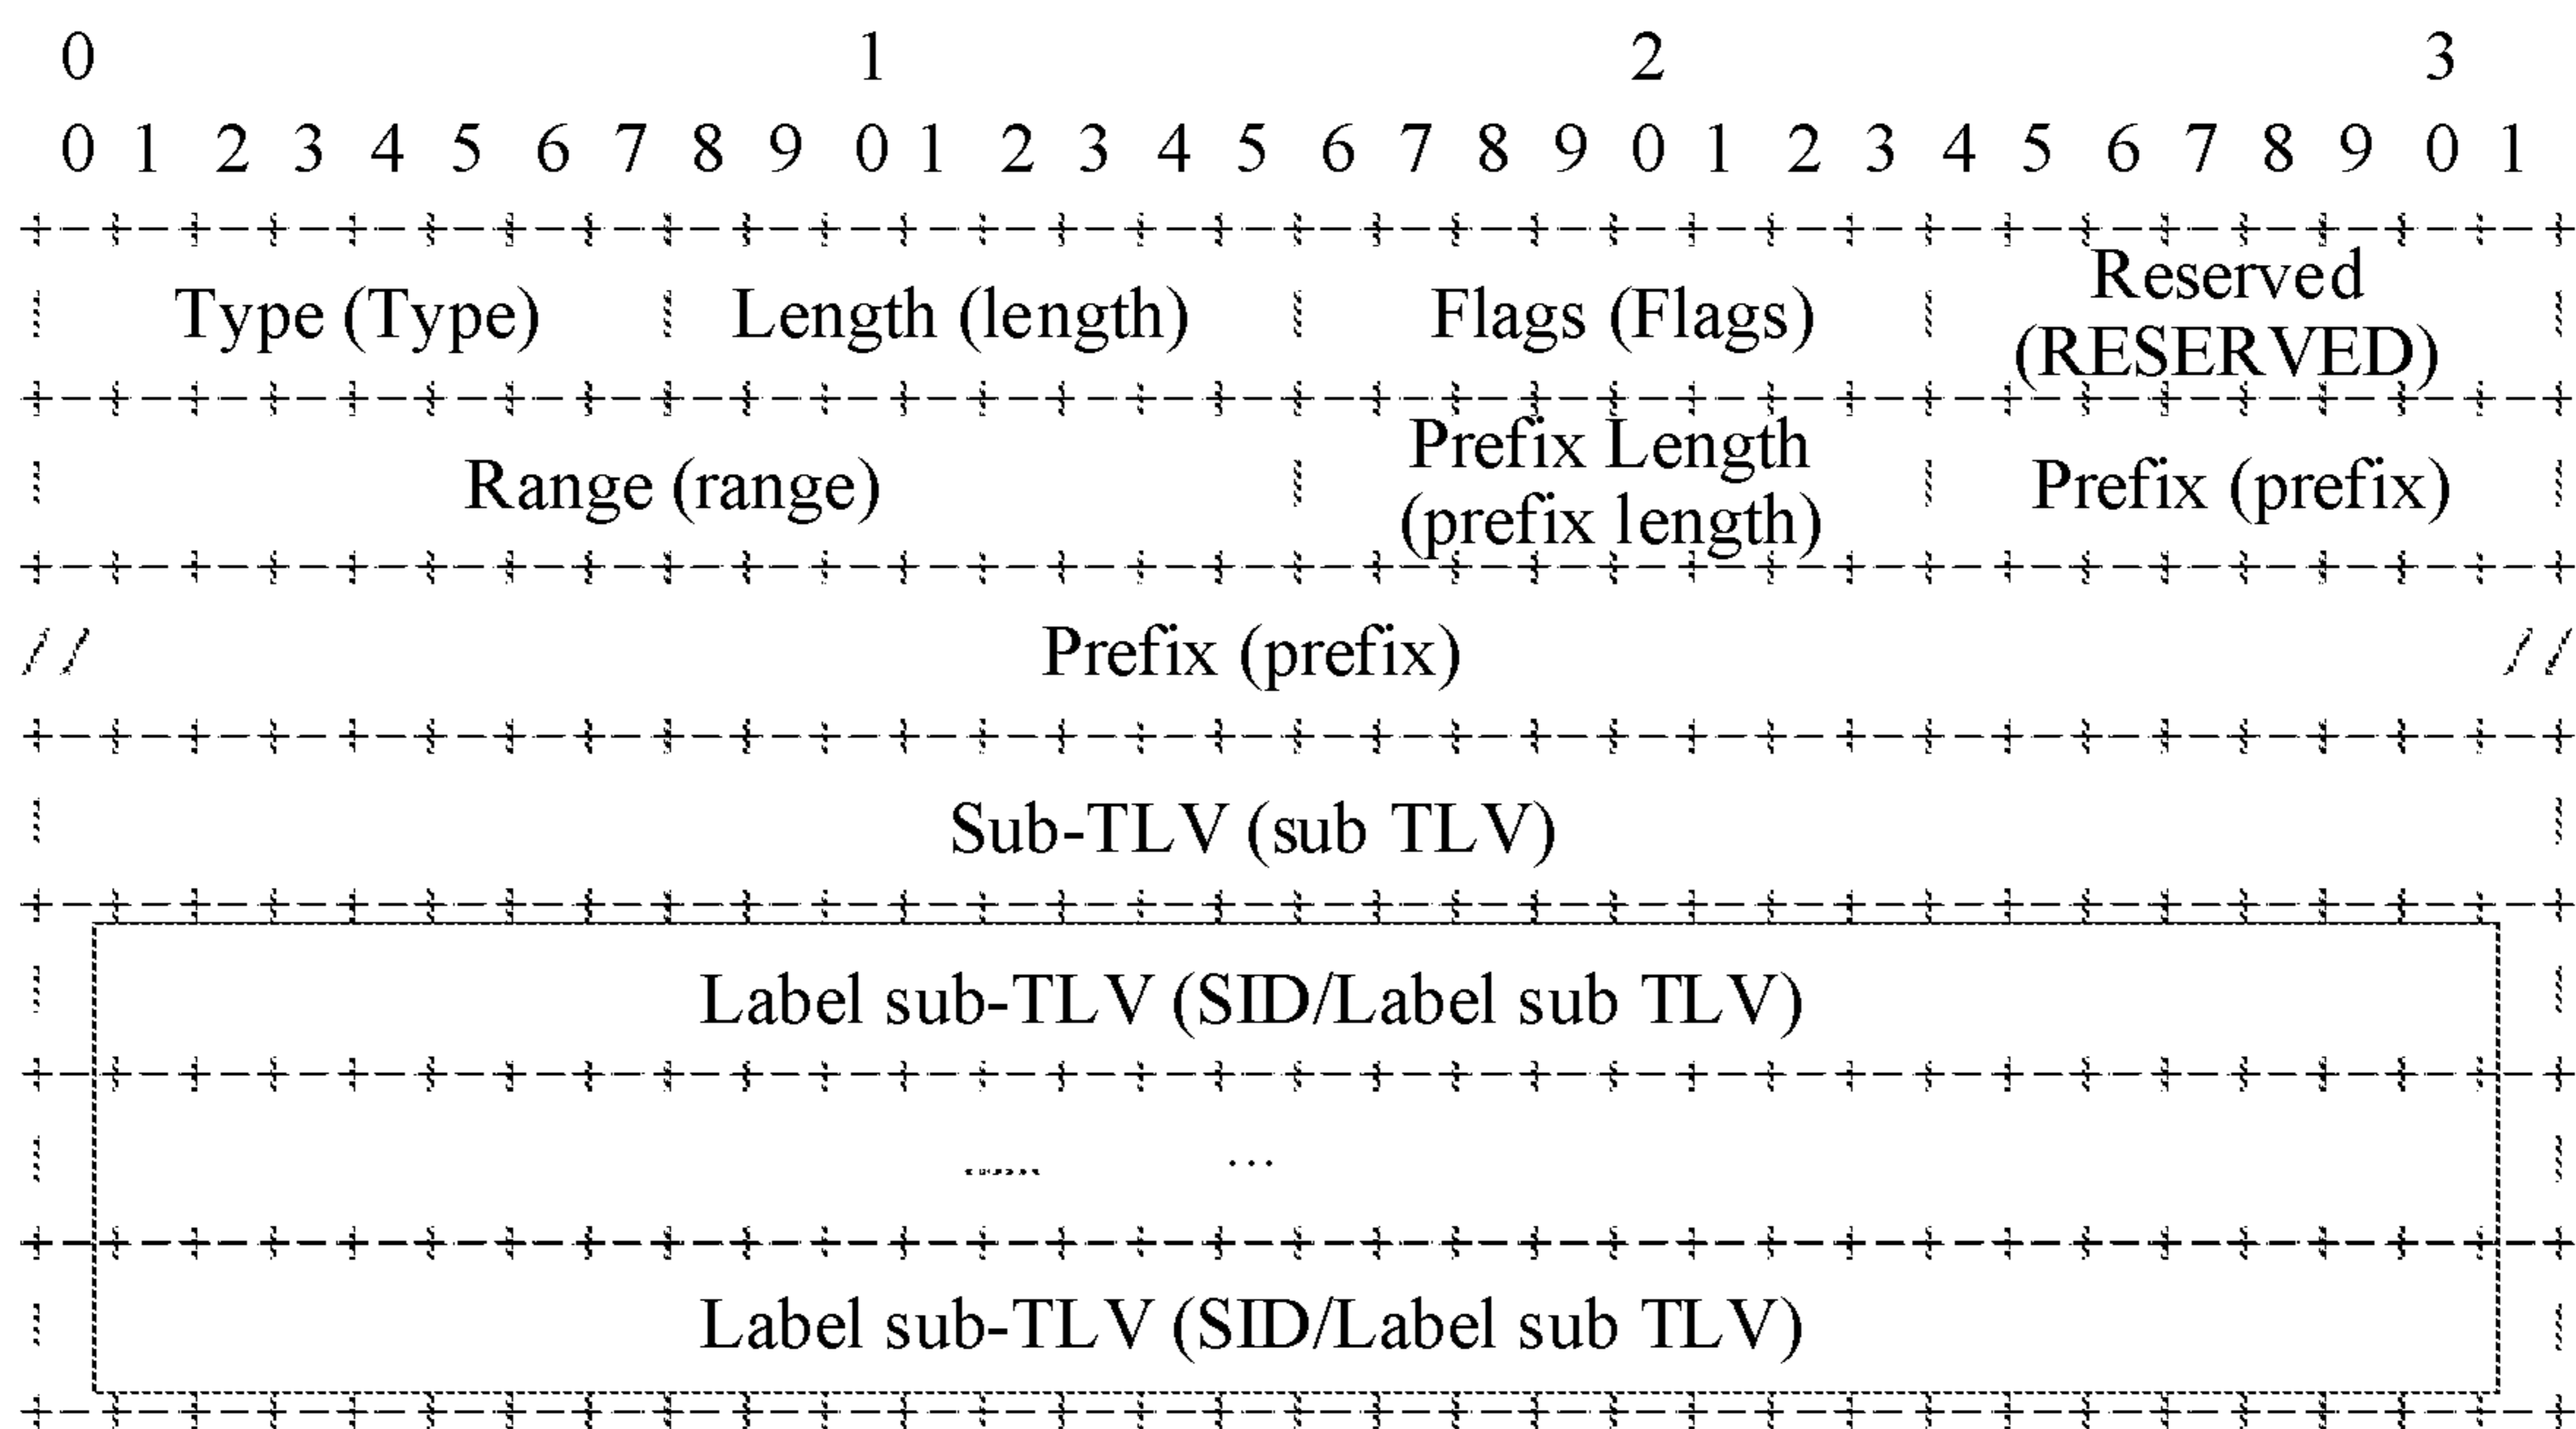 0 1 2 3
0 1 2 3 4 5 6 7 8 9 0 1 2 3 4 5 6 7 8 9 0 1 2 3 4 5 6 7 8 9 0 1
Type (Type) Length (length) Flags (Flags) Reserved
(RESERVED)
Range (range) Prefix Length
(prefix length) Prefix (prefix)
// Prefix (prefix) //
Sub-TLV (sub TLV)
Label sub-TLV (SID/Label sub TLV)
...... ...
Label sub-TLV (SID/Label sub TLV)